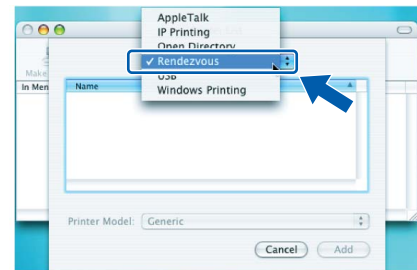 AppleTalk
IP Printing
Open Directory
✓ Rendezvous
USB
Windows Printing
Make
In Men
Name
Printer Model: Generic
Cancel Add